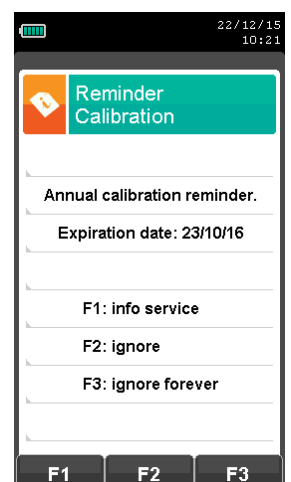 22/12/15
10:21
Reminder
Calibration
Annual calibration reminder.
Expiration date: 23/10/16
F1: info service
F2: ignore
F3: ignore forever
F1 F2 F3